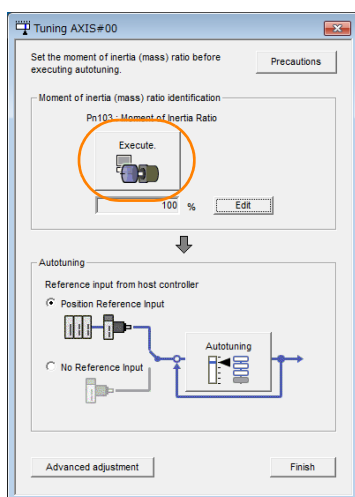 Tuning AXIS#00
Set the moment of inertia (mass) ratio before
executing autotuning.
Precautions
Moment of inertia (mass) ratio identification
Pn103 : Moment of Inertia Ratio
Execute.
100 %
Edit
Autotuning
Reference input from host controller
Position Reference Input
Autotuning
No Reference Input
Advanced adjustment
Finish